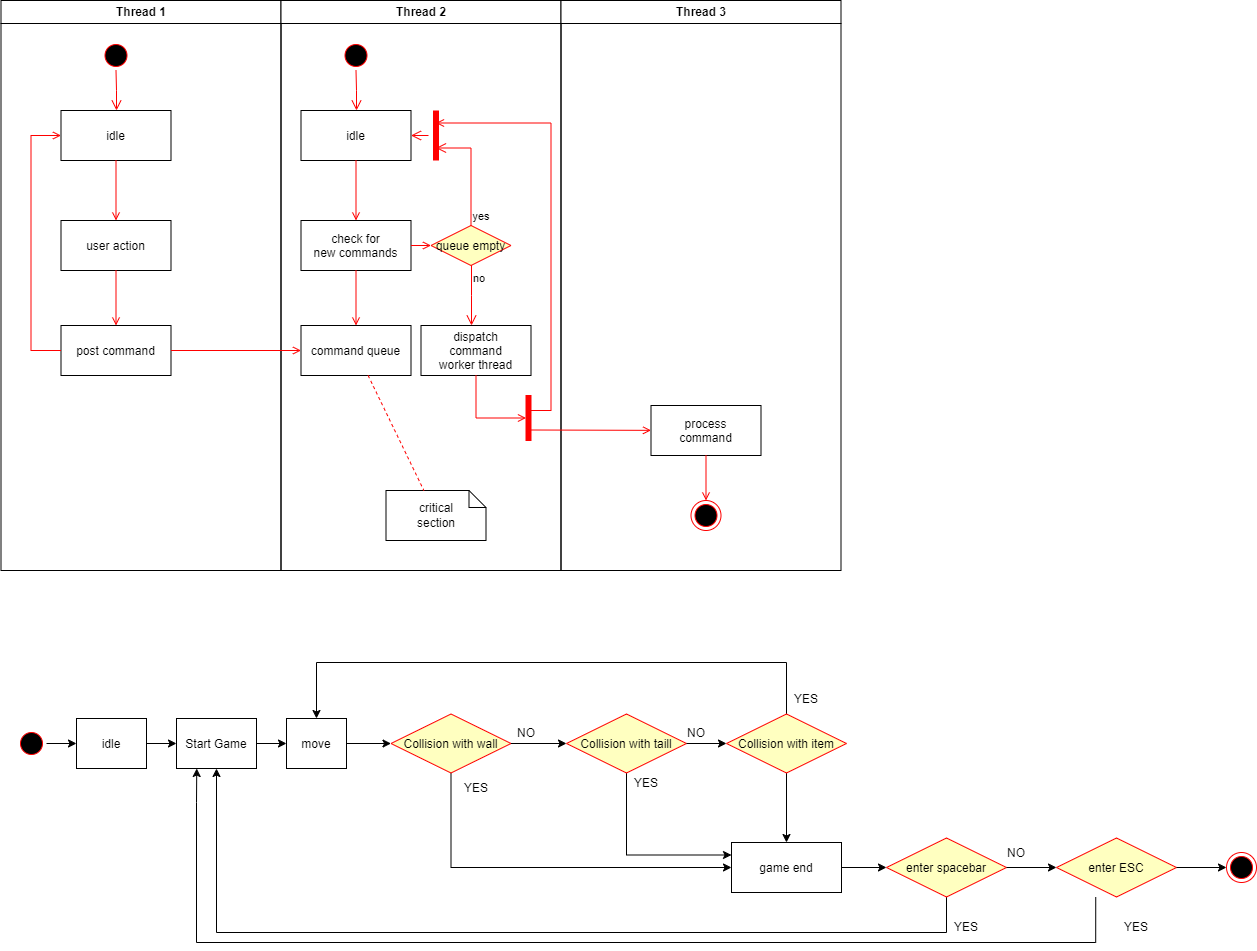 Thread 1
Thread 2
Thread 3
idle
idle
yes
user action
check for
new commands
queue empty
no
post command
command queue
dispatch
command
worker thread
process
command
critical
section
YES
idle
Start Game
move
Collision with wall
NO
Collision with taill
NO
Collision with item
YES
YES
game end
enter spacebar
NO
enter ESC
YES
YES